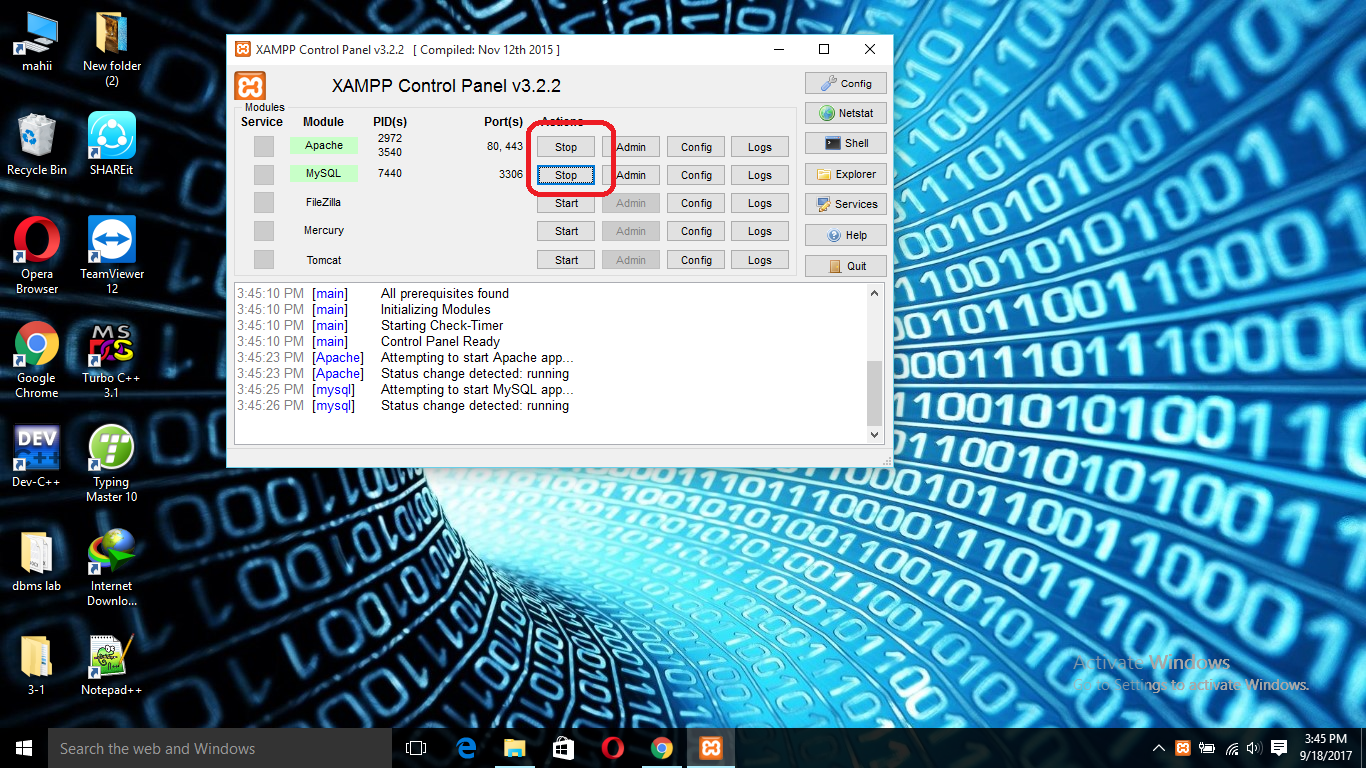 mahii
New folder
(2)
Recycle Bin
SHAREit
Opera
Browser
TeamViewer
12
Google
Chrome
Turbo C++
3.1
Dev-C++
Typing
Master 10
dbms lab
Internet
Downlo...
3-1
Notepad++
XAMPP Control Panel v3.2.2 [ Compiled: Nov 12th 2015 ]
XAMPP Control Panel v3.2.2
Modules
Service Module PID(s) Port(s) Actions
Apache 2972 3540 80, 443 Stop Admin Config Logs
MySQL 7440 3306 Stop Admin Config Logs
FileZilla Start Admin Config Logs
Mercury Start Admin Config Logs
Tomcat Start Admin Config Logs
Config
Netstat
Shell
Explorer
Services
Help
Quit
3:45:10 PM [main] All prerequisites found
3:45:10 PM [main] Initializing Modules
3:45:10 PM [main] Starting Check-Timer
3:45:10 PM [main] Control Panel Ready
3:45:23 PM [Apache] Attempting to start Apache app...
3:45:23 PM [Apache] Status change detected: running
3:45:25 PM [mysql] Attempting to start MySQL app...
3:45:26 PM [mysql] Status change detected: running
Activate Windows
Go to Settings to activate Windows.
Search the web and Windows
3:45 PM
9/18/2017